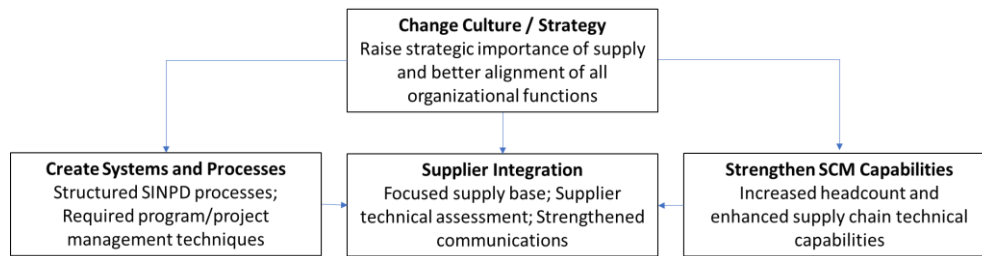 Change Culture / Strategy
Raise strategic importance of supply
and better alignment of all
organizational functions
Create Systems and Processes
Structured SINPD processes;
Required program/project
management techniques
Supplier Integration
Focused supply base; Supplier
technical assessment; Strengthened
communications
Strengthen SCM Capabilities
Increased headcount and
enhanced supply chain technical
capabilities